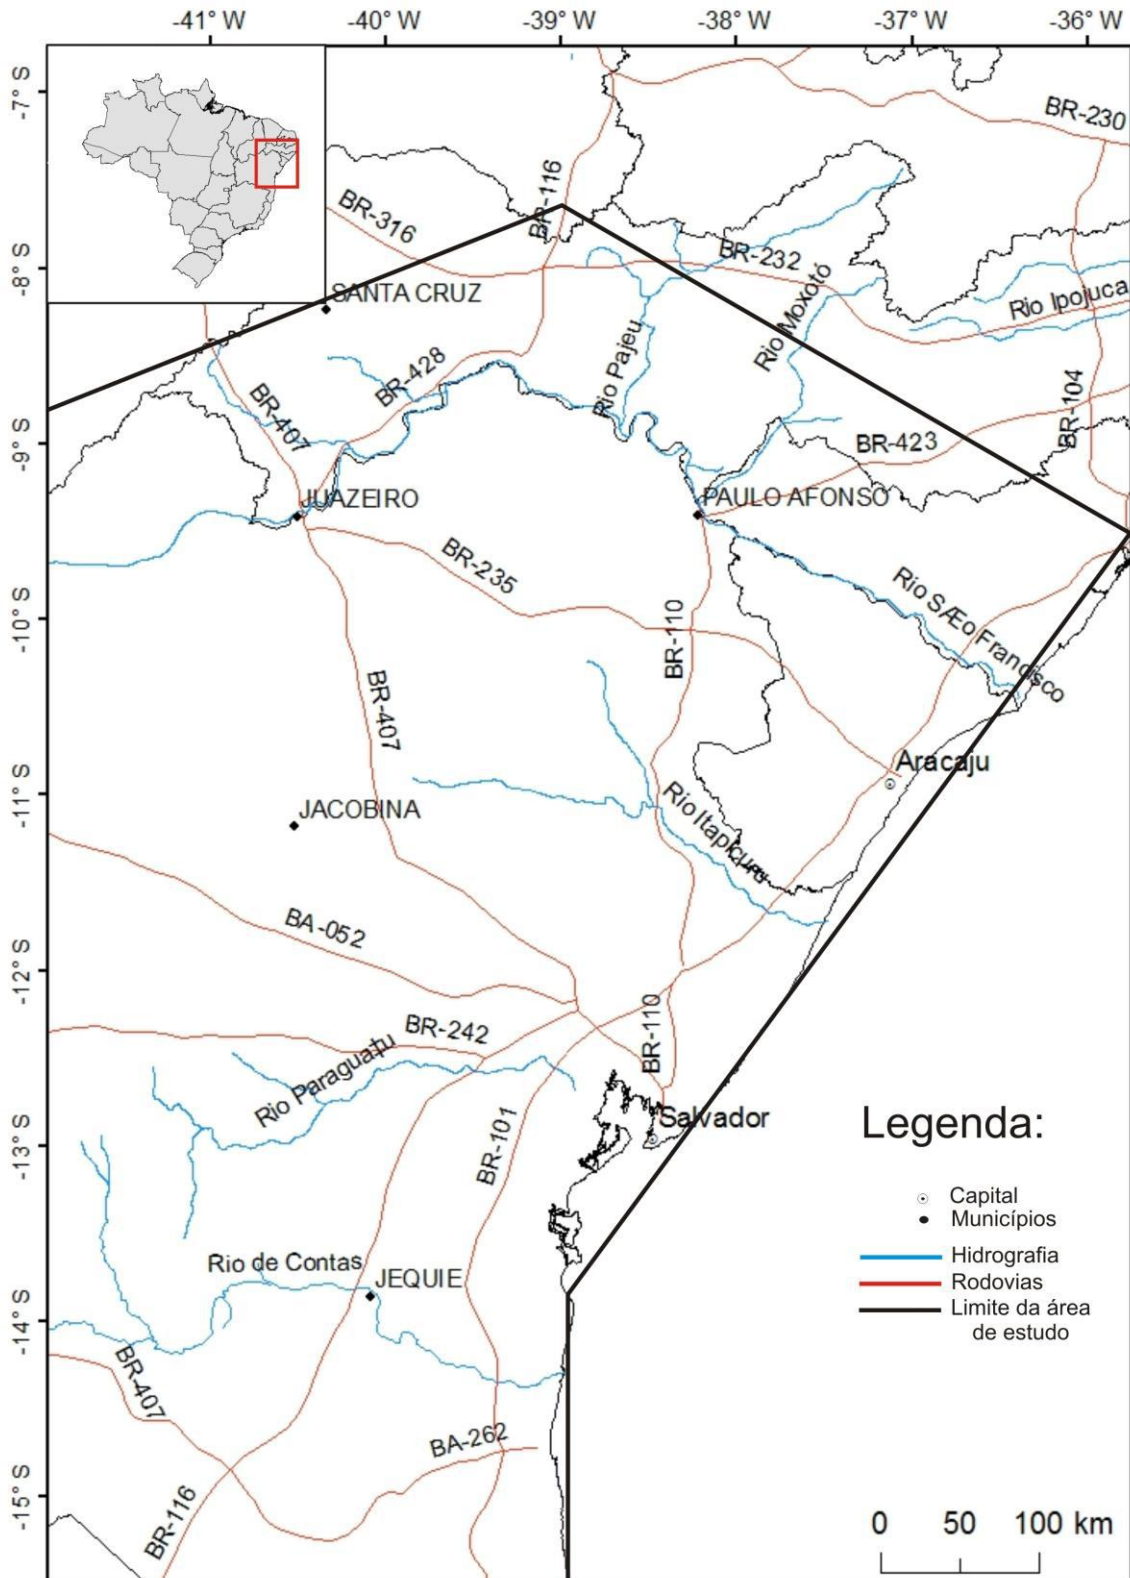 -41° W
-40° W
-39° W
-38° W
-37° W
-36° W
-7° S
-8° S
-9° S
-10° S
-11° S
-12° S
-13° S
-14° S
-15° S
BR-230
BR-116
BR-316
BR-232
SANTA CRUZ
Rio Moxotó
Rio Ipojuca
Rio Pajeu
BR-428
BR-407
BR-104
BR-423
JUAZEIRO
PAULO AFONSO
BR-235
Rio SÆo Francisco
BR-110
BR-407
Aracaju
JACOBINA
Rio Itapicuru
BA-052
BR-242
BR-110
Rio Paraguatu
Salvador
BR-101
Rio de Contas
JEQUIE
BR-407
BA-262
BR-116
Legenda:
Capital
Municípios
Hidrografia
Rodovias
Limite da área
de estudo
0 50 100 km